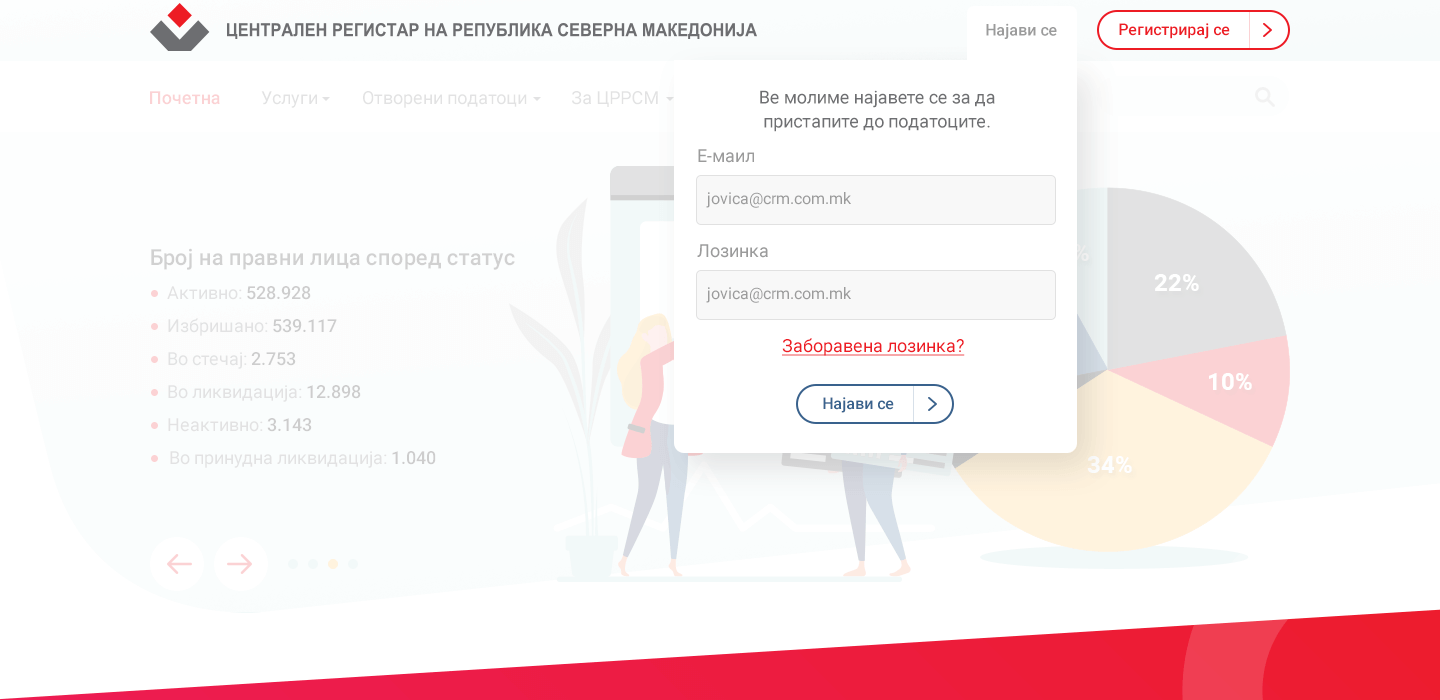 ЦЕНТРАЛЕН РЕГИСТАР НА РЕПУБЛИКА СЕВЕРНА МАКЕДОНИЈА
Најави се
Регистрирај се
Почетна
Услуги
Отворени податоци
За ЦРРСМ
Ве молиме најавете се за да
пристапите до податоците.
Е-маил
jovica@crm.com.mk
Лозинка
jovica@crm.com.mk
Заборавена лозинка?
Најави се
Број на правни лица според статус
Активно: 528.928
Избришано: 539.117
Во стечај: 2.753
Во ликвидација: 12.898
Неактивно: 3.143
Во принудна ликвидација: 1.040
%
22%
10%
34%